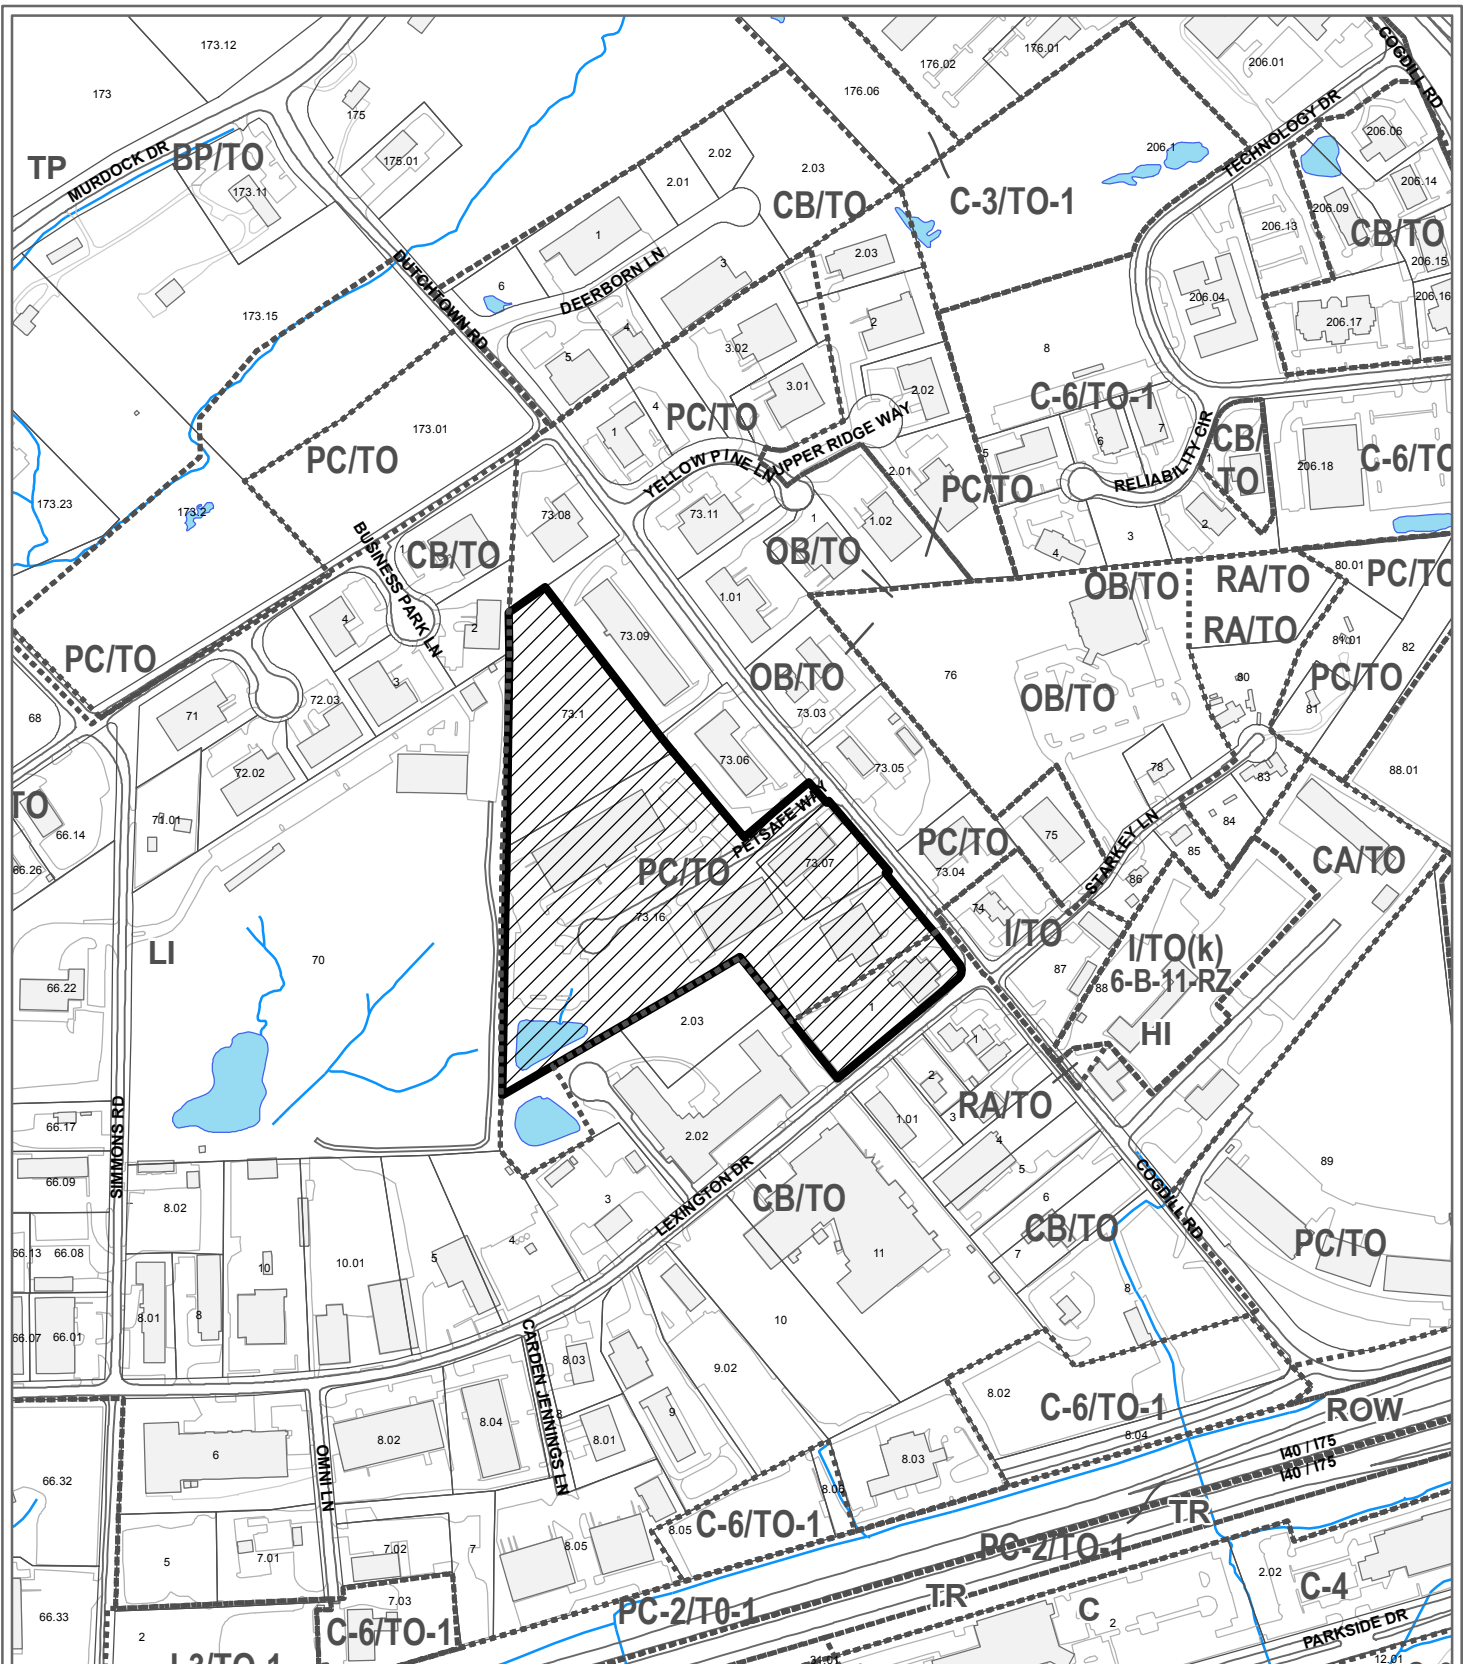 173.12
176.02
176.01
206.01
COGDILL RD
173
175
176.06
TP
MURDOCK DR
BP/TO
173.11
175.01
2.02
2.01
2.03
206.1
TECHNOLOGY DR
206.06
206.14
CB/TO
C-3/TO-1
206.09
206.13
CB/TO
206.15
1
3
2.03
DUTCHTOWN RD
DEERBORN LN
6
206.04
206.16
206.17
173.15
4
5
3.02
2
8
3.01
2.02
C-6/TO-1
173.01
4
PC/TO
1
UPPER RIDGE WAY
6
7
RELIABILITY CIR
CB/
TO
1
206.18
C-6/TO
PC/TO
YELLOW PINE LN
2.01
5
PC/TO
173.23
173.2
73.08
73.11
1
1.02
2
BUSINESS PARK LN
1
CB/TO
OB/TO
4
3
80.01
OB/TO
RA/TO
PC/TO
1.01
4
2
73.09
RA/TO
81.01
82
PC/TO
OB/TO
76
PC/TO
3
72.03
80
68
71
73.1
73.03
OB/TO
81
72.02
73.06
73.05
78
83
88.01
TO
66.14
70.01
PETSAFE WAY
STARKEY LN
84
66.26
PC/TO
73.07
PC/TO
73.04
75
85
CA/TO
86
73.16
74
I/TO
LI
70
I/TO(k)
6-B-11-RZ
87
88
66.22
1
2.03
HI
1
2
RA/TO
66.17
SIMMONS RD
2.02
1.01
3
4
66.09
5
COGDILL RD
89
8.02
3
LEXINGTON DR
CB/TO
6
CB/TO
66.13
66.08
4
11
7
PC/TO
10
10.01
5
8.01
8
8
66.07
66.01
10
CARDEN JENNINGS LN
8.03
9.02
8.02
C-6/TO-1
ROW
8
9
8.04
8.04
8.02
8.01
I40 / I75
6
OMNI LN
8.03
I40 / I75
66.32
8.06
8.05
C-6/TO-1
TR
PC-2/TO-1
8.05
5
7.01
7.02
7
2.02
C-4
7.03
TR
66.33
C-6/TO-1
PC-2/T0-1
C
2
PARKSIDE DR
2
12.01